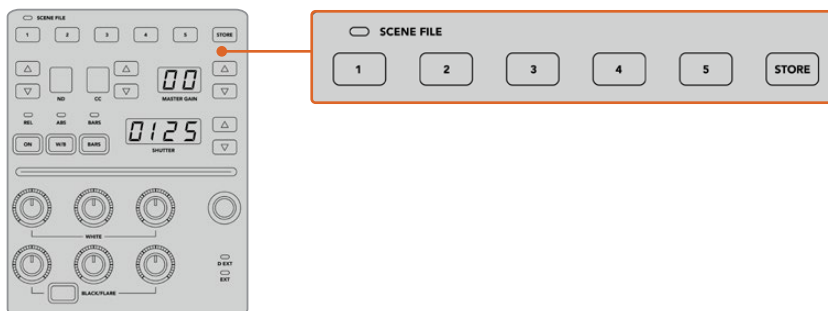 SCENE FILE
1 2 3 4 5 STORE
ND CC 00 MASTER GAIN
REL ABS BARS
ON W/B BARS
0125
SHUTTER
WHITE
D-EXT
EXT
BLACK/FLARE
SCENE FILE
1 2 3 4 5 STORE